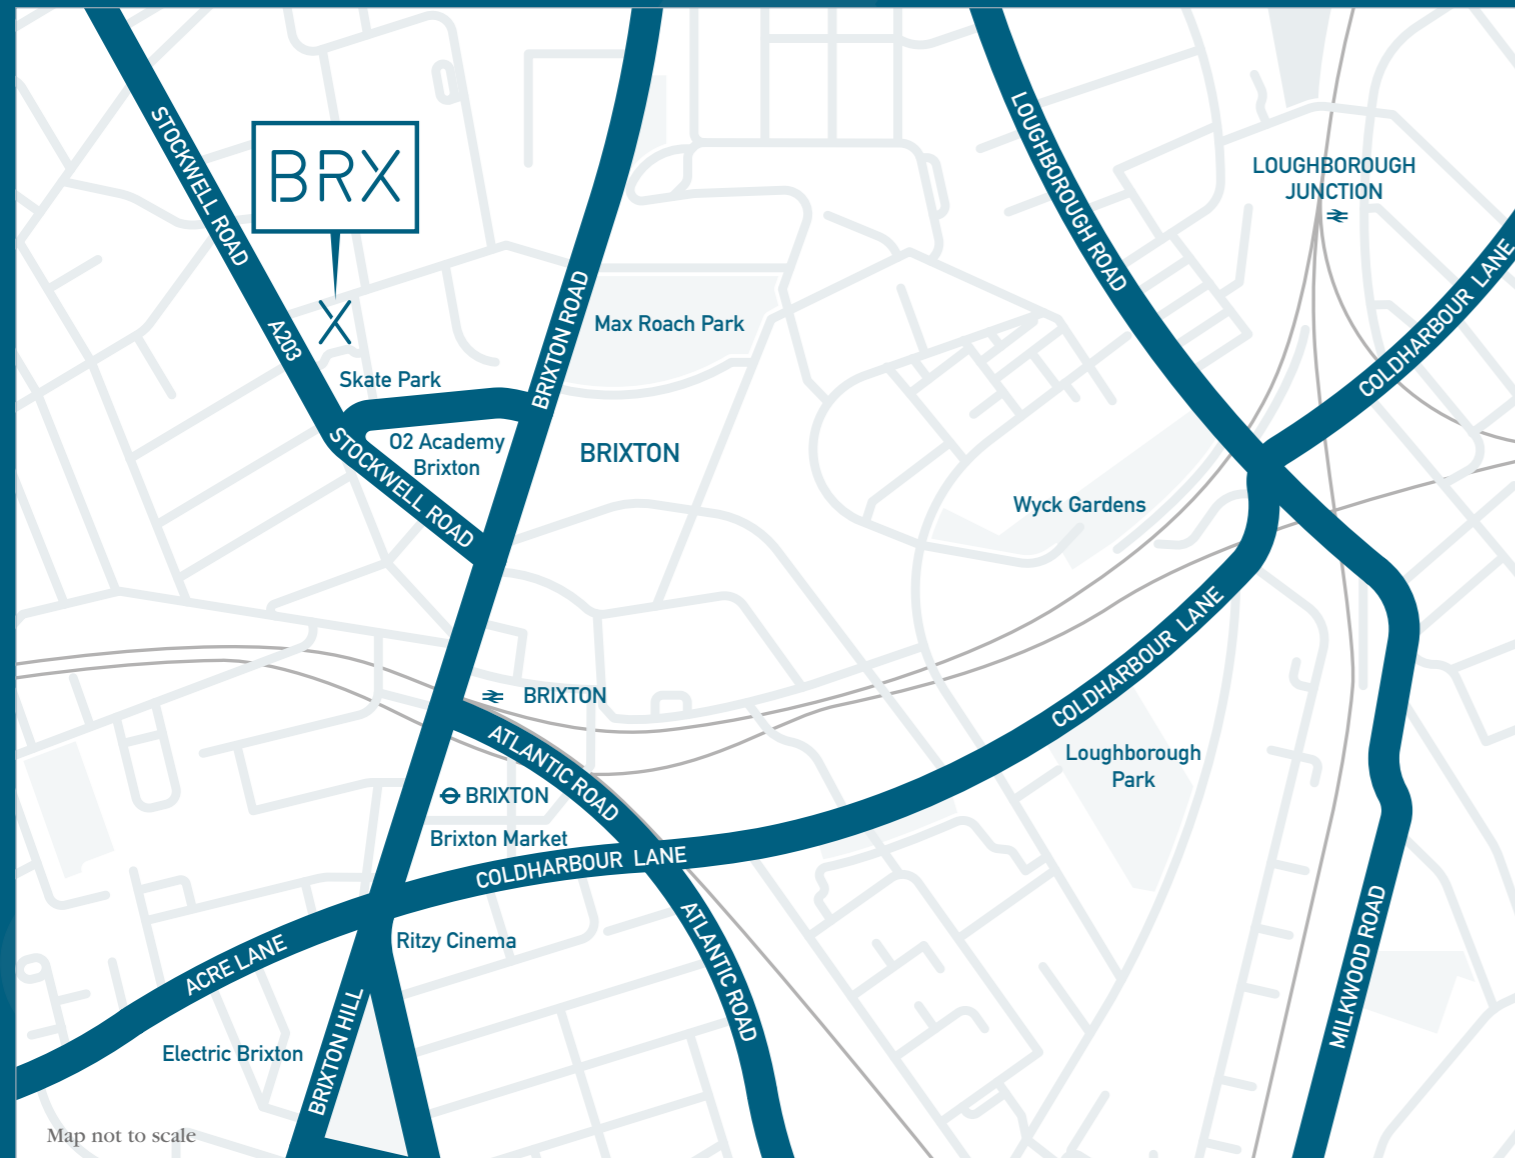 STOCKWELL ROAD
BRX
A203
X
LOUGHBOROUGH ROAD
LOUGHBOROUGH
JUNCTION
COLDHARBOUR LANE
BRIXTON ROAD
Max Roach Park
Skate Park
O2 Academy
Brixton
STOCKWELL ROAD
BRIXTON
Wyck Gardens
COLDHARBOUR LANE
BRIXTON
ATLANTIC ROAD
Loughborough
Park
BRIXTON
Brixton Market
COLDHARBOUR LANE
ATLANTIC ROAD
MILKWOOD ROAD
Ritzy Cinema
ACRE LANE
BRIXTON HILL
Electric Brixton
Map not to scale